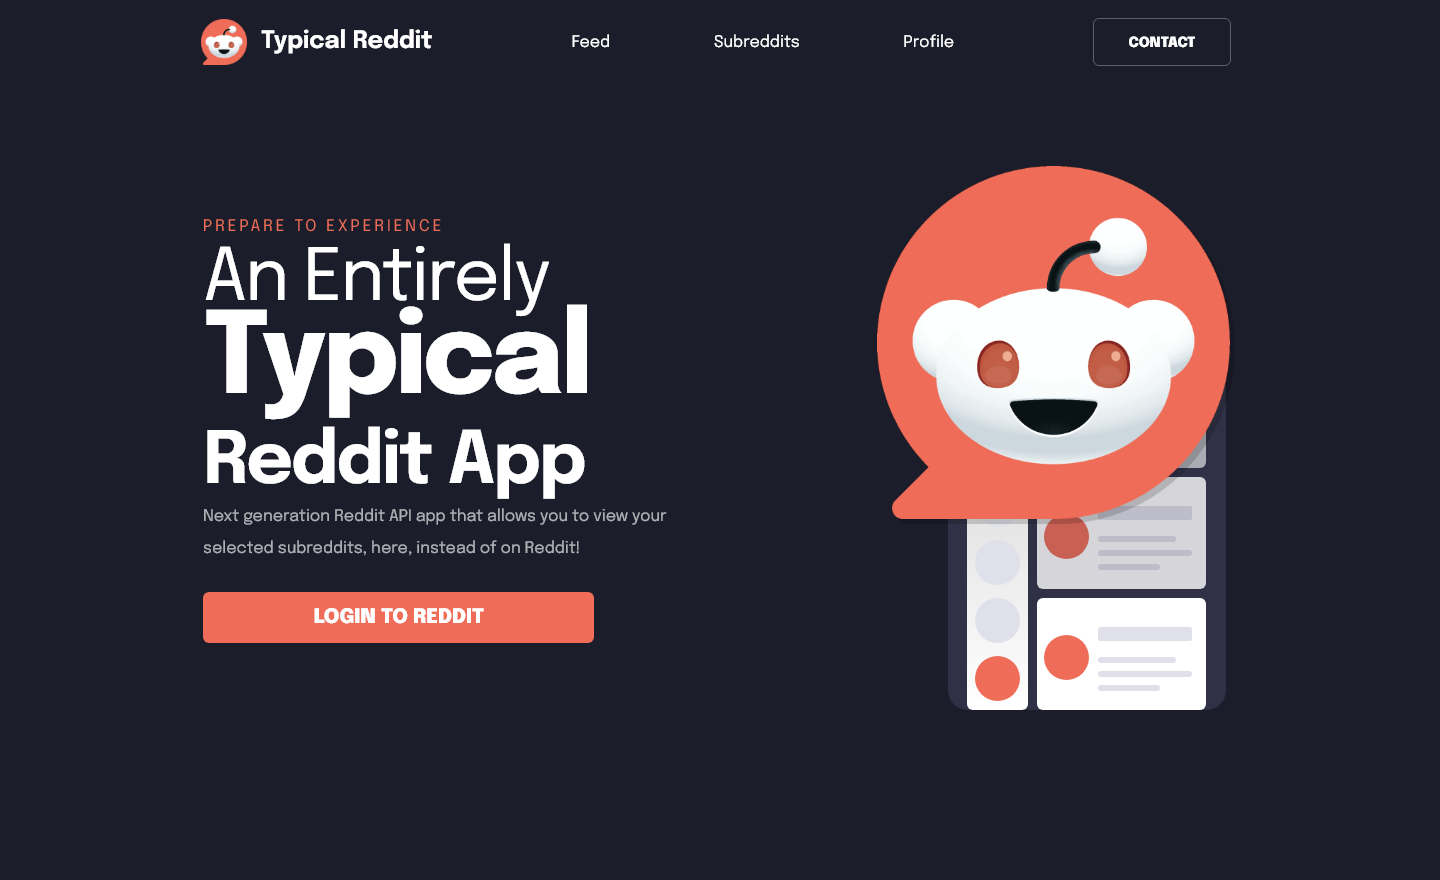 Typical Reddit
Feed
Subreddits
Profile
CONTACT
PREPARE TO EXPERIENCE
An Entirely
Typical
Reddit App
Next generation Reddit API app that allows you to view your
selected subreddits, here, instead of on Reddit!
LOGIN TO REDDIT